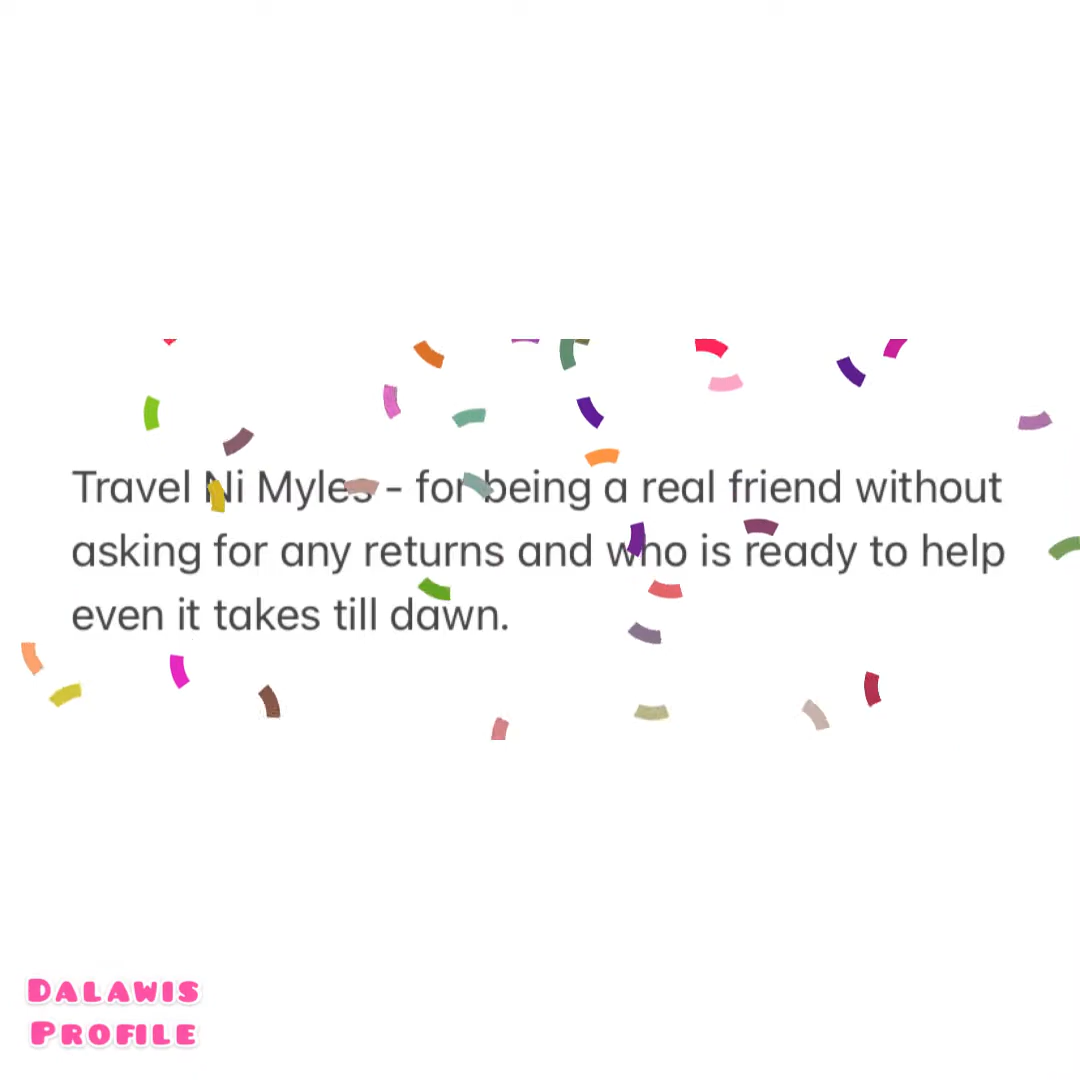 Travel Ni Myles - for being a real friend without
asking for any returns and who is ready to help
even it takes till dawn.
DALAWIS
PROFILE